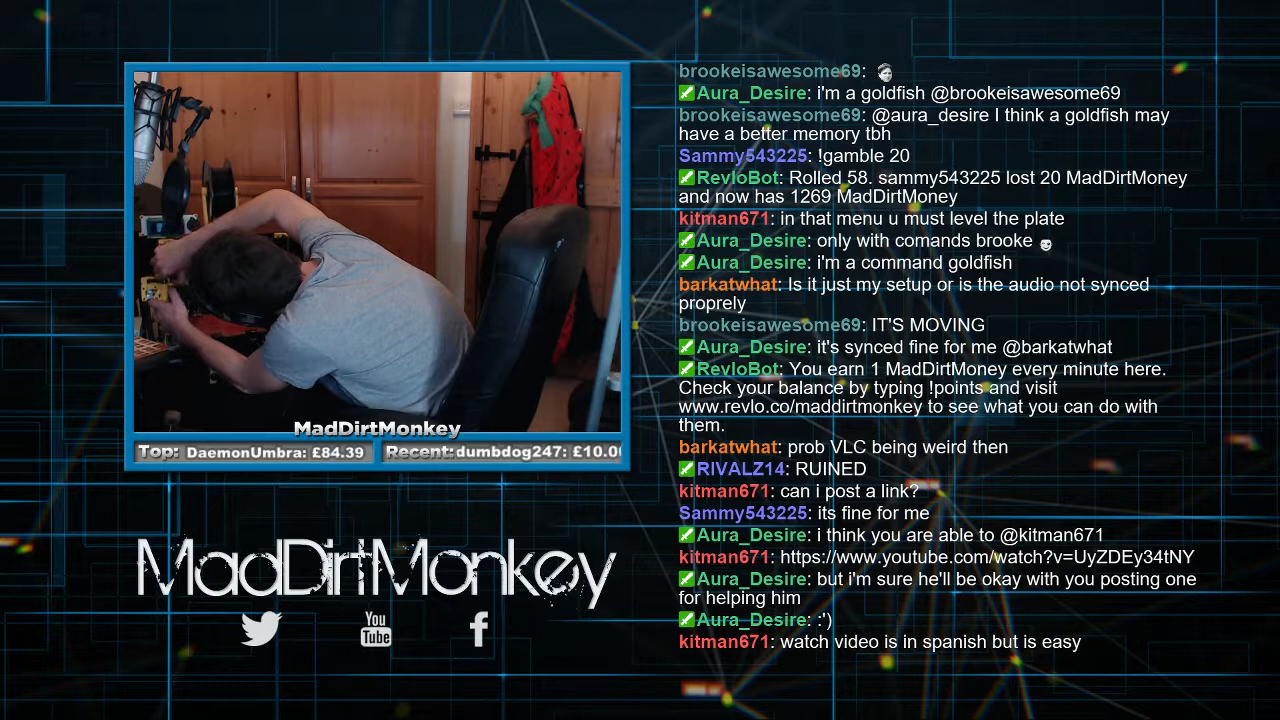 brookeisawesome69:
Aura_Desire: i'm a goldfish @brookeisawesome69
brookeisawesome69: @aura_desire I think a goldfish may
have a better memory tbh
Sammy543225: !gamble 20
RevloBot: Rolled 58. sammy543225 lost 20 MadDirtMoney
and now has 1269 MadDirtMoney
kitman671: in that menu u must level the plate
Aura_Desire: only with comands brooke
Aura_Desire: i'm a command goldfish
barkatwhat: Is it just my setup or is the audio not synced
proprely
brookeisawesome69: IT'S MOVING
Aura_Desire: it's synced fine for me @barkatwhat
RevloBot: You earn 1 MadDirtMoney every minute here.
Check your balance by typing !points and visit
www.revlo.co/maddirtmonkey to see what you can do with
them.
barkatwhat: prob VLC being weird then
RIVALZ14: RUINED
kitman671: can i post a link?
Sammy543225: its fine for me
Aura_Desire: i think you are able to @kitman671
kitman671: https://www.youtube.com/watch?v=UyZDEy34tNY
Aura_Desire: but i'm sure he'll be okay with you posting one
for helping him
Aura_Desire: :')
kitman671: watch video is in spanish but is easy
MadDirtMonkey
Top: DaemonUmbra: £84.39
Recent: dumbdog247: £10.0
MadDirtMonkey
You
Tube